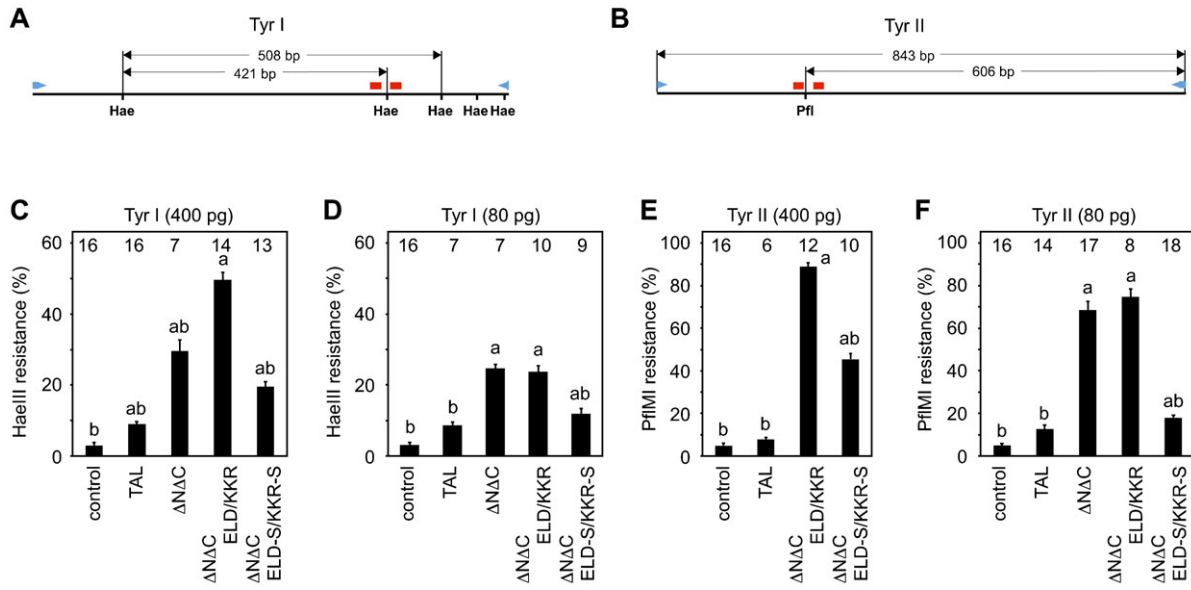 A
Tyr I
508 bp
421 bp
Hae
Hae
Hae
Hae
Hae
B
Tyr II
843 bp
606 bp
Pfl
C
Tyr I (400 pg)
HaeIII resistance (%)
60
40
20
0
16 16 7 14 13
b ab ab a ab
control
TAL
ΔNΔC
ΔNΔC ELD/KKR
ΔNΔC ELD-S/KKR-S
D
Tyr I (80 pg)
HaeIII resistance (%)
60
40
20
0
16 7 7 10 9
b b a a ab
control
TAL
ΔNΔC
ΔNΔC ELD/KKR
ΔNΔC ELD-S/KKR-S
E
Tyr II (400 pg)
PflMI resistance (%)
100
80
60
40
20
0
16 6 12 10
b b a ab
control
TAL
ΔNΔC ELD/KKR
ΔNΔC ELD-S/KKR-S
F
Tyr II (80 pg)
PflMI resistance (%)
100
80
60
40
20
0
16 14 17 8 18
b b a a ab
control
TAL
ΔNΔC
ΔNΔC ELD/KKR
ΔNΔC ELD-S/KKR-S